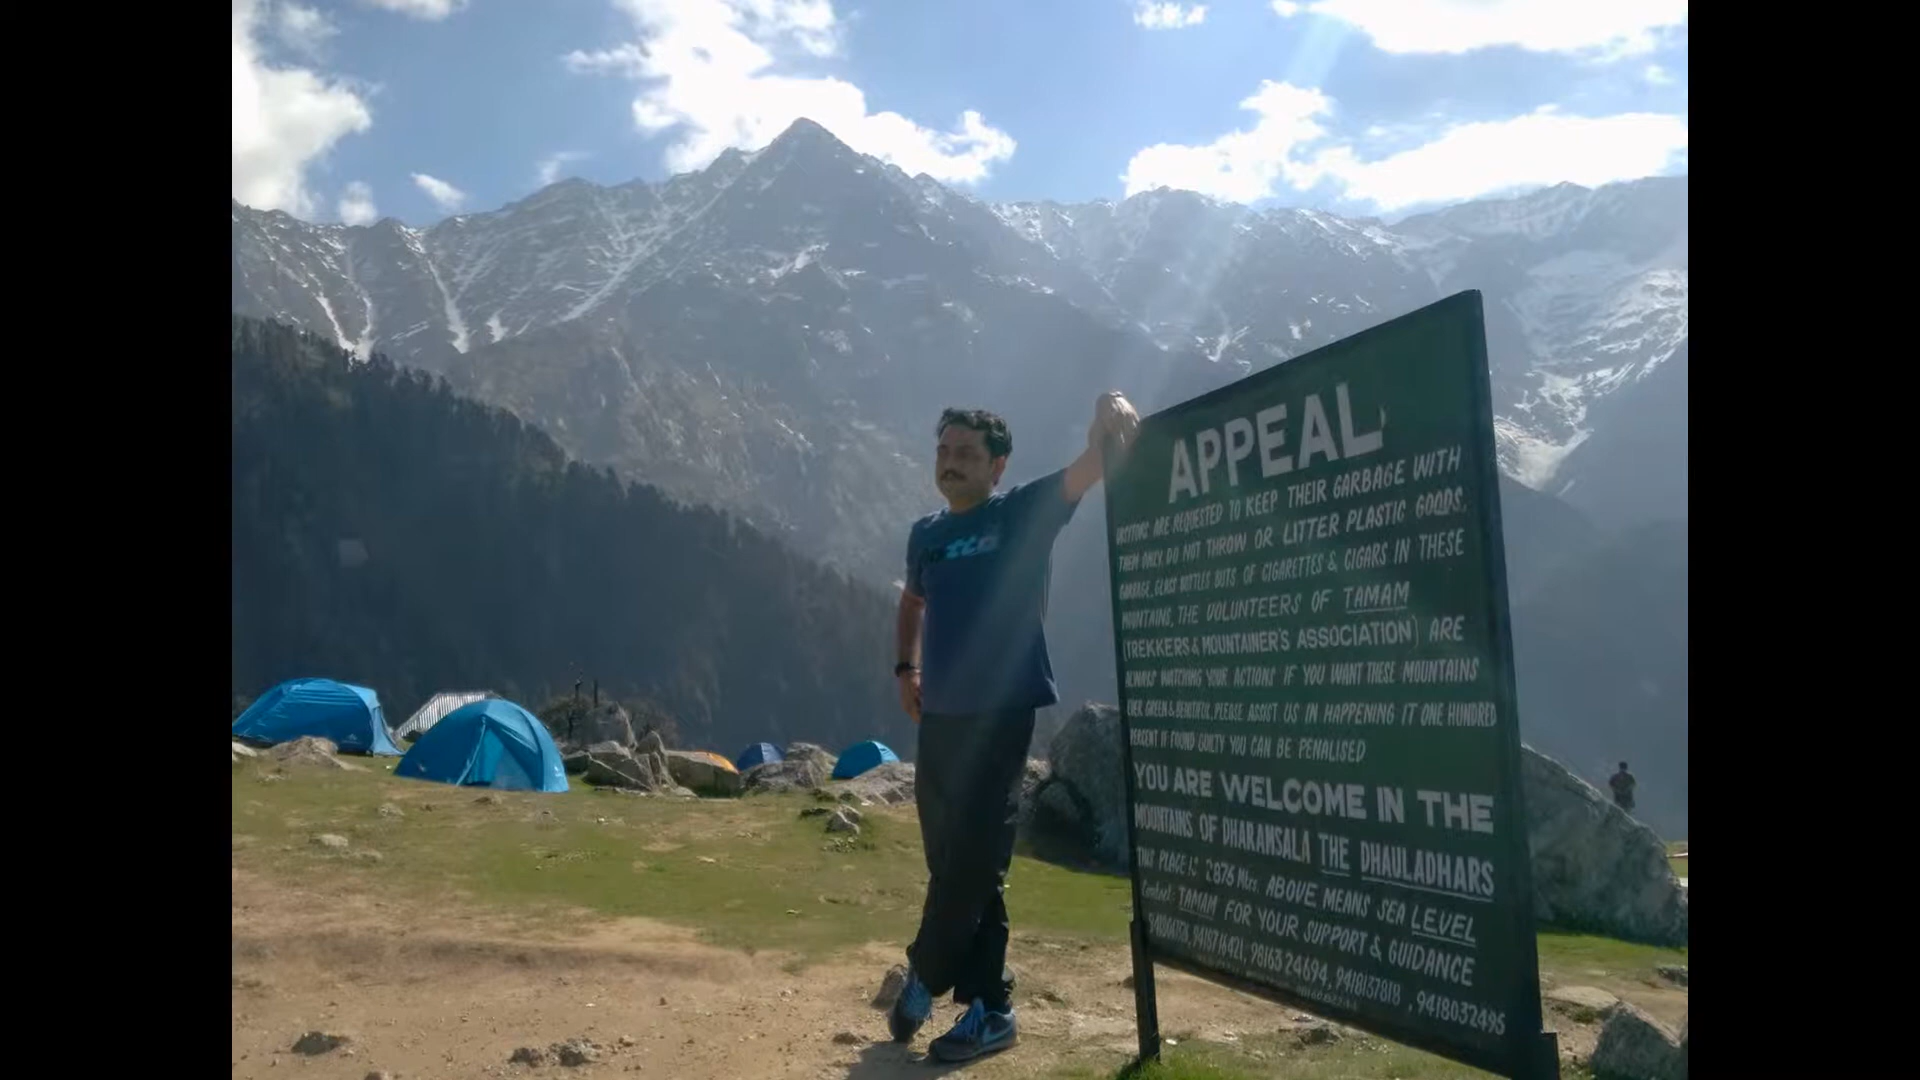 APPEAL
VISITORS ARE REQUESTED TO KEEP THEIR GARBAGE WITH
THEM ONLY. DO NOT THROW OR LITTER PLASTIC GOODS,
GARBAGE, GLASS BOTTLES BUTS OF CIGARETTES & CIGARS IN THESE
MOUNTAINS, THE VOLUNTEERS OF TAMAM
(TREKKERS & MOUNTAINER'S ASSOCIATION) ARE
ALWAYS WATCHING YOUR ACTIONS IF YOU WANT THESE MOUNTAINS
EVER GREEN & BEAUTIFUL, PLEASE ASSIST US IN HAPPENING IT ONE HUNDRED
PERCENT IF FOUND GUILTY YOU CAN BE PENALISED
YOU ARE WELCOME IN THE
MOUNTAINS OF DHARANSALA THE DHAULADHARS
THIS PLACE IS 2876 Mtrs. ABOVE MEANS SEA LEVEL
Contact: TAMAM FOR YOUR SUPPORT & GUIDANCE
9816324694, 9418137818, 9418032495